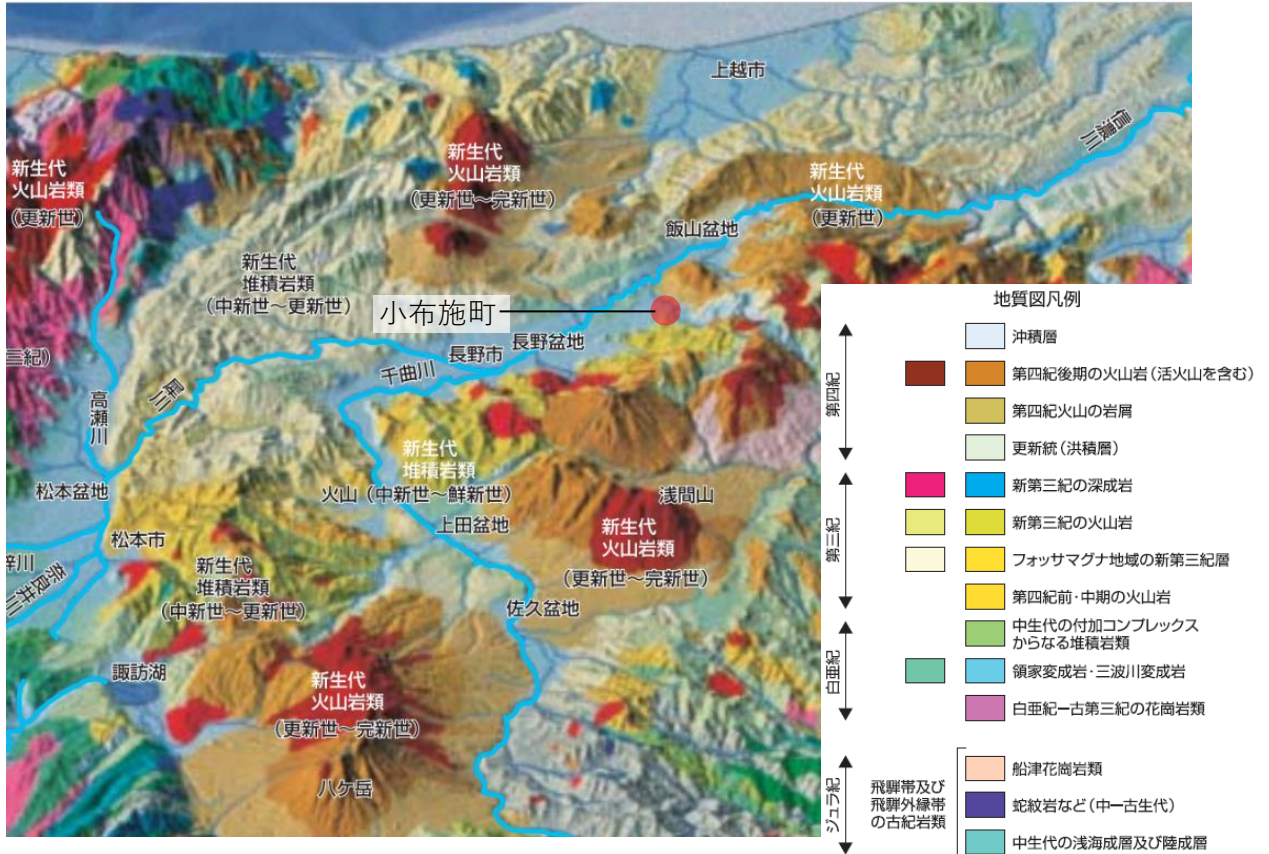 上越市
信濃川
新生代
火山岩類
(更新世)
新生代
火山岩類
(更新世~完新世)
新生代
火山岩類
(更新世)
飯山盆地
新生代
堆積岩類
(中新世~更新世)
小布施町
長野盆地
長野市
千曲川
犀川
高瀬川
二紀)
松本盆地
松本市
梓川
奈良井川
新生代
堆積岩類
火山(中新世~鮮新世)
上田盆地
浅間山
新生代
火山岩類
(更新世~完新世)
新生代
堆積岩類
(中新世~更新世)
佐久盆地
諏訪湖
新生代
火山岩類
(更新世~完新世)
八ケ岳
地質図凡例
第四紀
沖積層
第四紀後期の火山岩(活火山を含む)
第四紀火山の岩屑
更新統(洪積層)
第三紀
新第三紀の深成岩
新第三紀の火山岩
フォッサマグナ地域の新第三紀層
第四紀前・中期の火山岩
白亜紀
中生代の付加コンプレックス
からなる堆積岩類
領家変成岩・三波川変成岩
白亜紀ー古第三紀の花崗岩類
ジュラ紀
飛騨帯及び
飛騨外縁帯
の古紀岩類
船津花崗岩類
蛇紋岩など(中ー古生代)
中生代の浅海成層及び陸成層